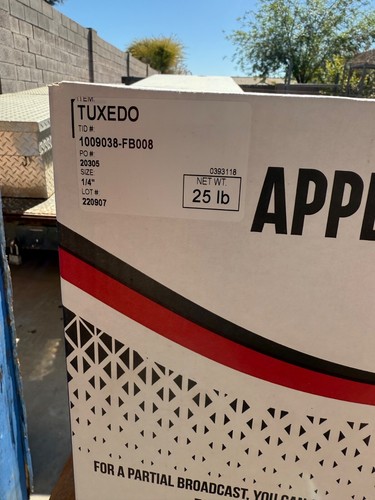 ITEM
TUXEDO
TID #
1009038-FB008
PO #
20305
SIZE
1/4"
LOT #
220907
0393118
NET WT.
25 lb
APPL
FOR A PARTIAL BROADCAST, YOU CAN